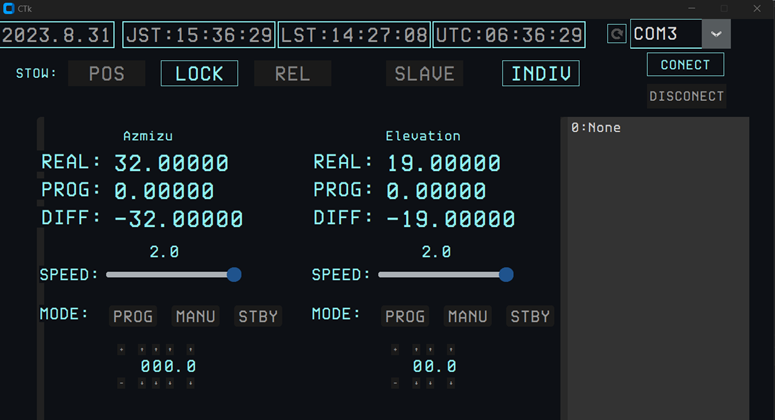 CTk
2023.8.31 JST:15:36:29 LST:14:27:08 UTC:06:36:29 COM3
STOW: POS LOCK REL SLAVE INDIV CONECT
DISCONECT
Azmizu Elevation 0:None
REAL: 32.00000 REAL: 19.00000
PROG: 0.00000 PROG: 0.00000
DIFF: -32.00000 DIFF: -19.00000
2.0 2.0
SPEED: SPEED:
MODE: PROG MANU STBY MODE: PROG MANU STBY
000.0 00.0